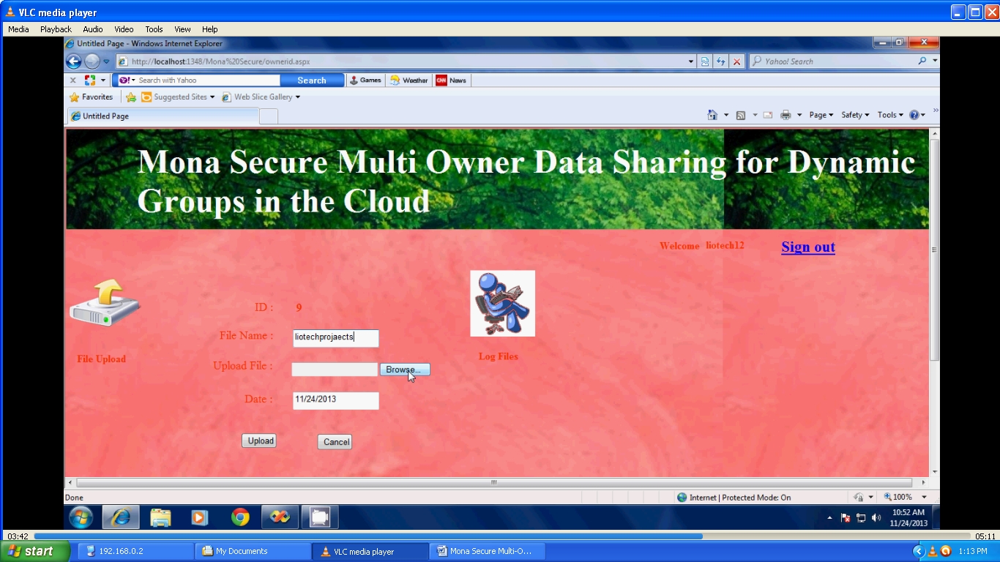 VLC media player
Media Playback Audio Video Tools View Help
Untitled Page - Windows Internet Explorer
http://localhost:1348/Mona%20Secure/ownerid.aspx
Yahoo! Search
Y! Search with Yahoo Search Games Weather CNN News
Favorites Suggested Sites Web Slice Gallery
Untitled Page
Page Safety Tools
Mona Secure Multi Owner Data Sharing for Dynamic
Groups in the Cloud
Welcome liotech12 Sign out
ID : 9
File Name : liotechprojaects
File Upload
Log Files
Upload File : Browse...
Date : 11/24/2013
Upload Cancel
Done Internet | Protected Mode: On 100%
10:52 AM
11/24/2013
03:42 05:11
start 192.168.0.2 My Documents VLC media player Mona Secure Multi-O... 1:13 PM